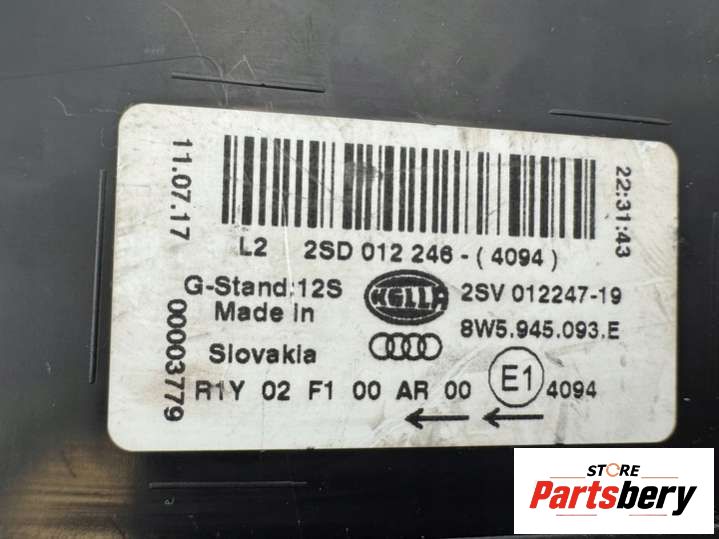 11.07.17
22:31:43
L2 2SD 012 246-(4094)
G-Stand:12S HELLA 2SV 012247-19
Made in
8W5.945.093.E
Slovakia
00003779
R1Y 02 F1 00 AR 00 E1 4094
STORE
Partsbery